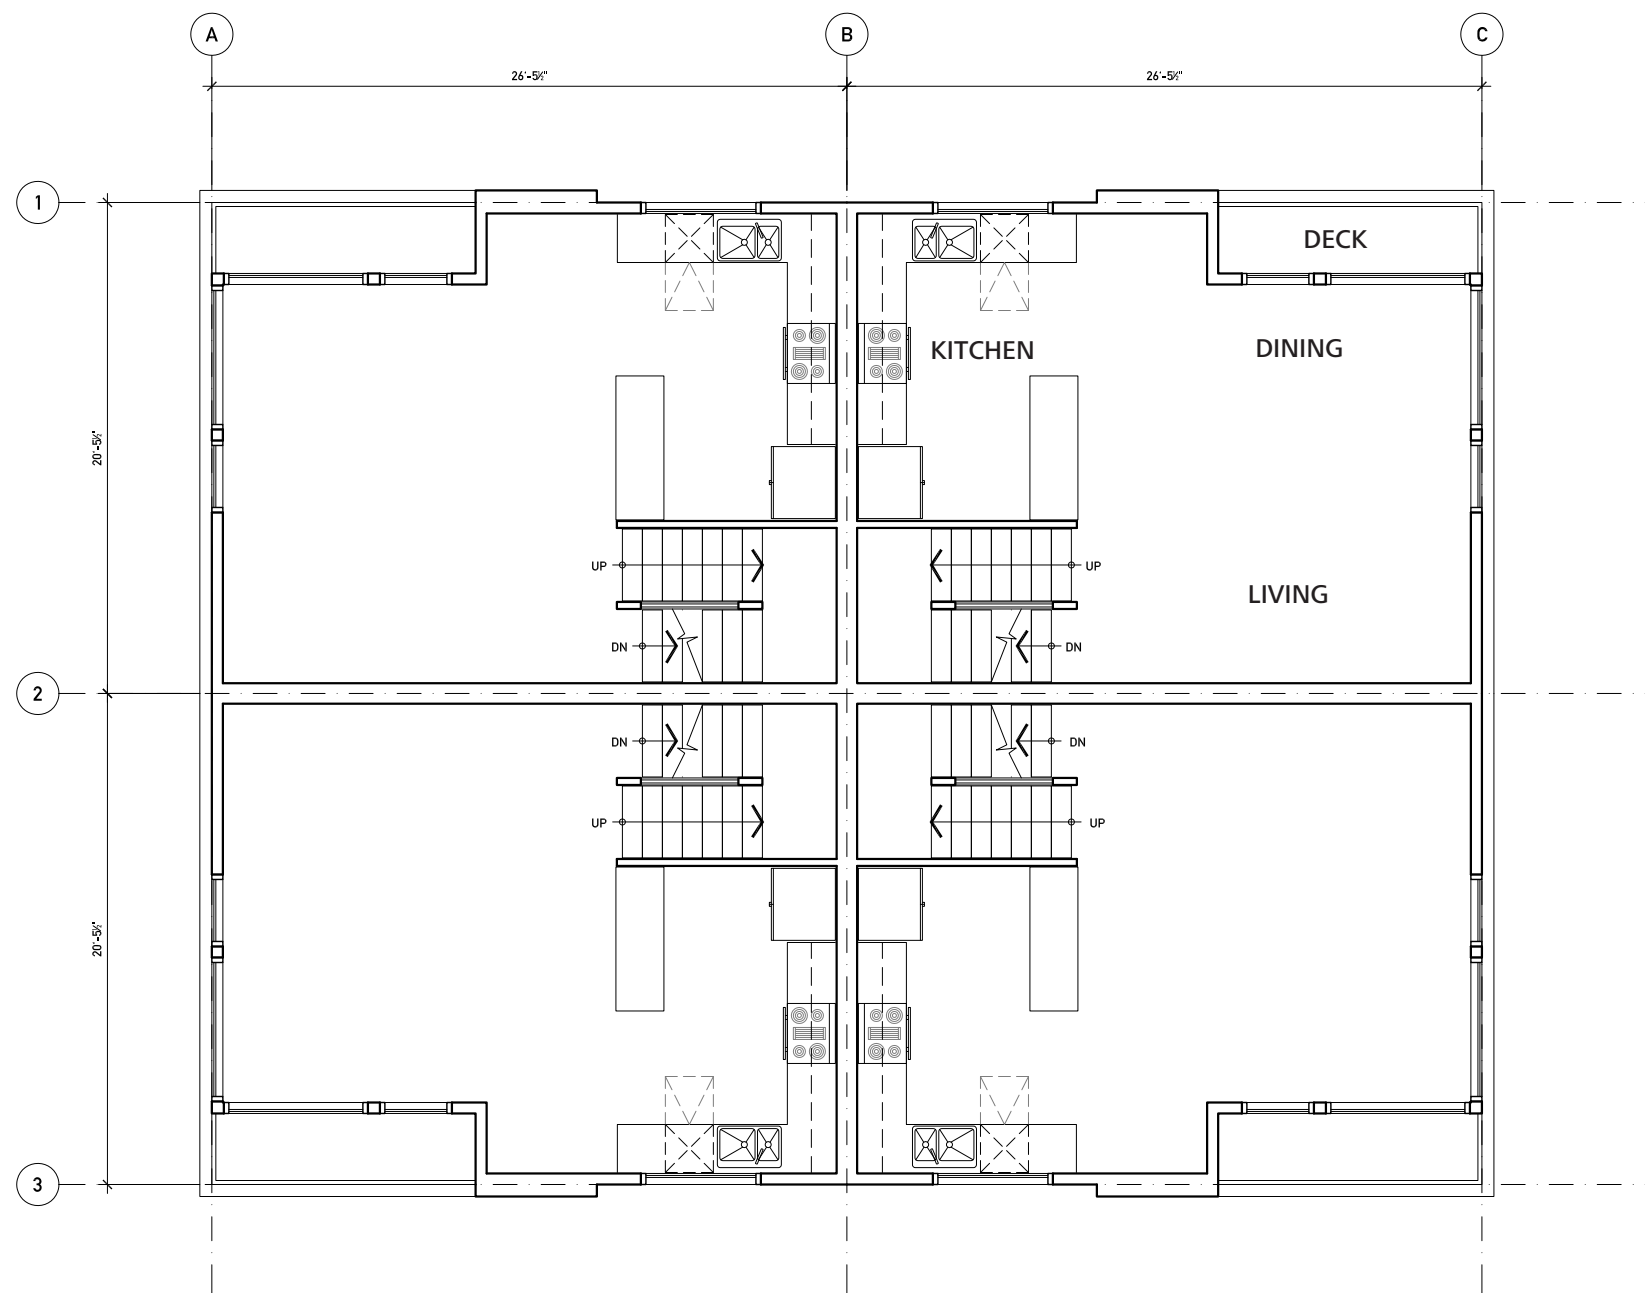 A
B
C
26'-5½"
26'-5½"
1
DECK
KITCHEN
DINING
20'-5½"
UP
UP
LIVING
DN
DN
2
DN
DN
UP
UP
20'-5½"
3